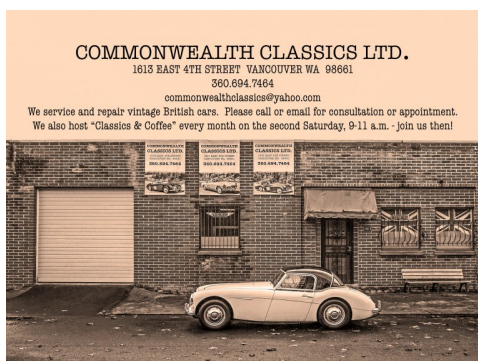 COMMONWEALTH CLASSICS LTD.
1613 EAST 4TH STREET  VANCOUVER WA  98661
360.694.7464
commonwealthclassics@yahoo.com
We service and repair vintage British cars.  Please call or email for consultation or appointment.
We also host "Classics & Coffee" every month on the second Saturday, 9-11 a.m. - join us then!
COMMONWEALTH
CLASSICS LTD.
360.694.7464
COMMONWEALTH
CLASSICS LTD.
360.694.7464
COMMONWEALTH
CLASSICS LTD.
360.694.7464